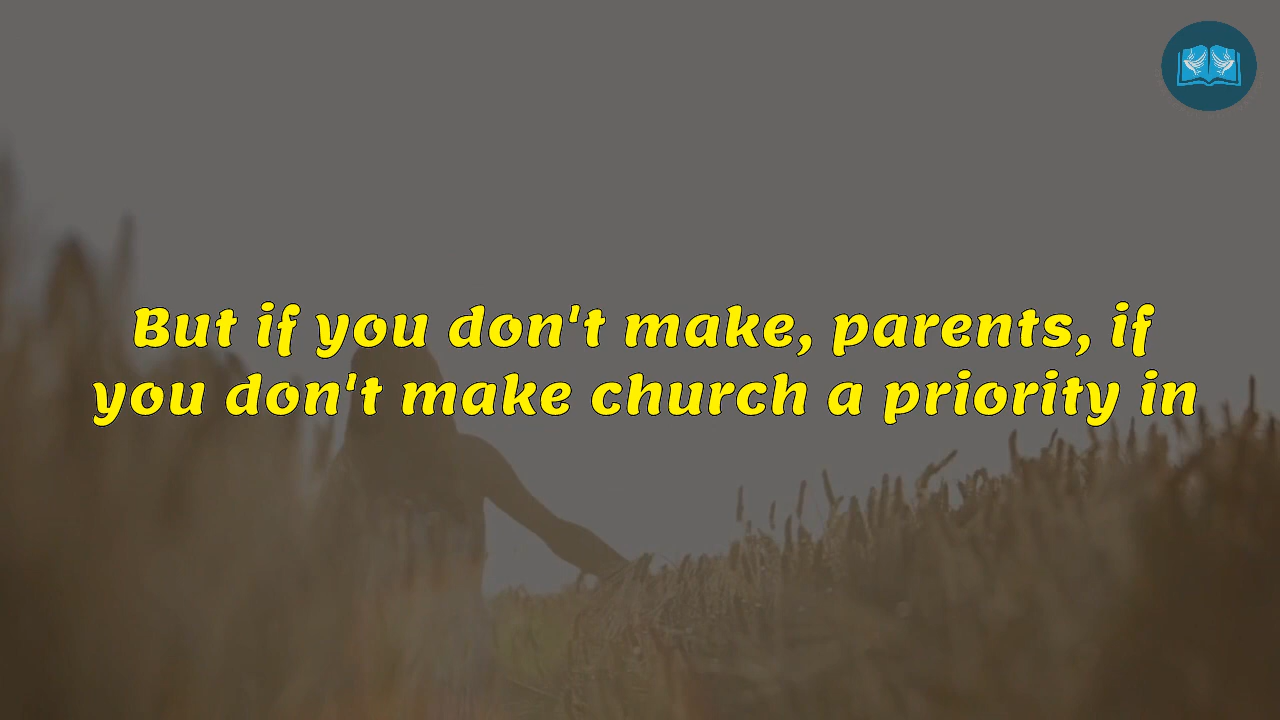 But if you don't make, parents, if
you don't make church a priority in